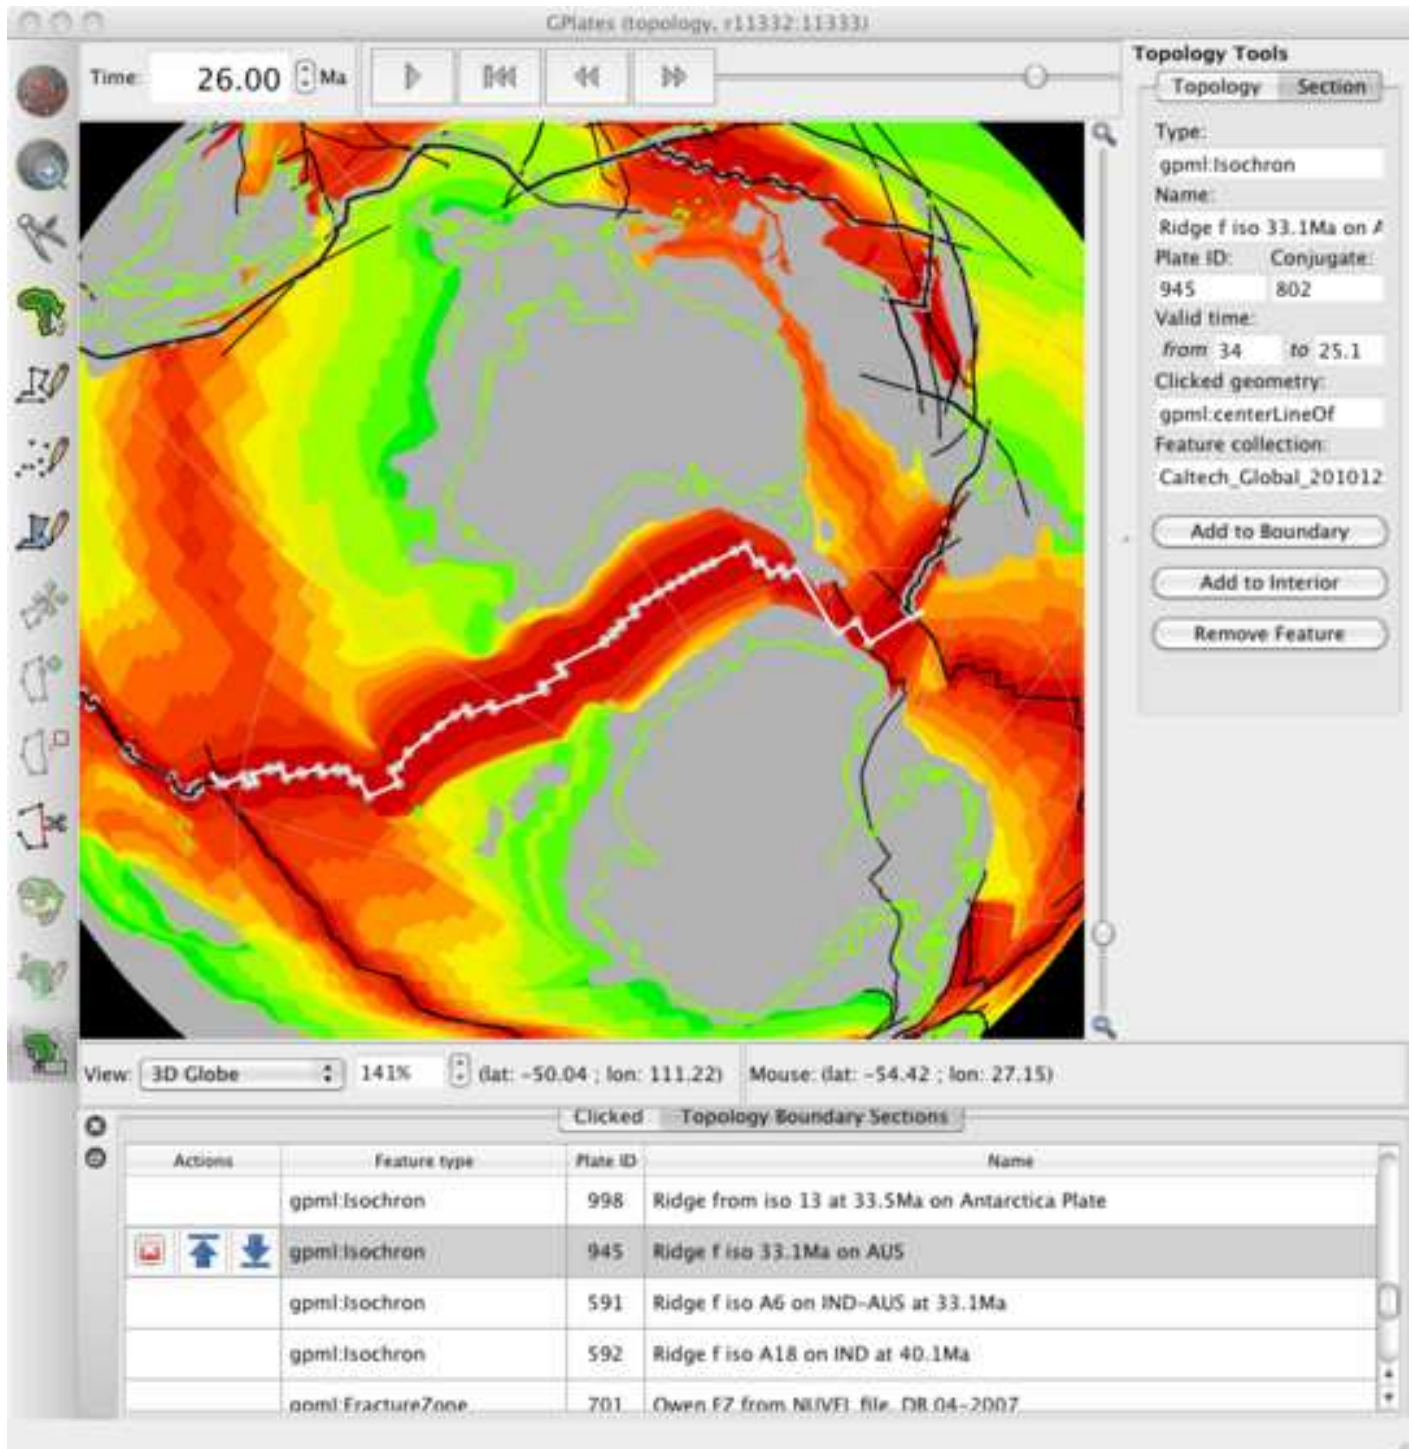 GPlates (topology, r11332:11333)
Time: 26.00 Ma
Topology Tools
Topology Section
Type:
gpml:Isochron
Name:
Ridge f iso 33.1Ma on A
Plate ID: Conjugate:
945 802
Valid time:
from 34 to 25.1
Clicked geometry:
gpml:centerLineOf
Feature collection:
Caltech_Global_201012
Add to Boundary
Add to Interior
Remove Feature
View: 3D Globe 141% (lat: -50.04 ; lon: 111.22) Mouse: (lat: -54.42 ; lon: 27.15)
Clicked Topology Boundary Sections
Actions Feature type Plate ID Name
gpml:Isochron 998 Ridge from iso 13 at 33.5Ma on Antarctica Plate
gpml:Isochron 945 Ridge f iso 33.1Ma on AUS
gpml:Isochron 591 Ridge f iso A6 on IND-AUS at 33.1Ma
gpml:Isochron 592 Ridge f iso A18 on IND at 40.1Ma
gpml:FractureZone 701 Owen FZ from NUVEL file, DB 04-2007